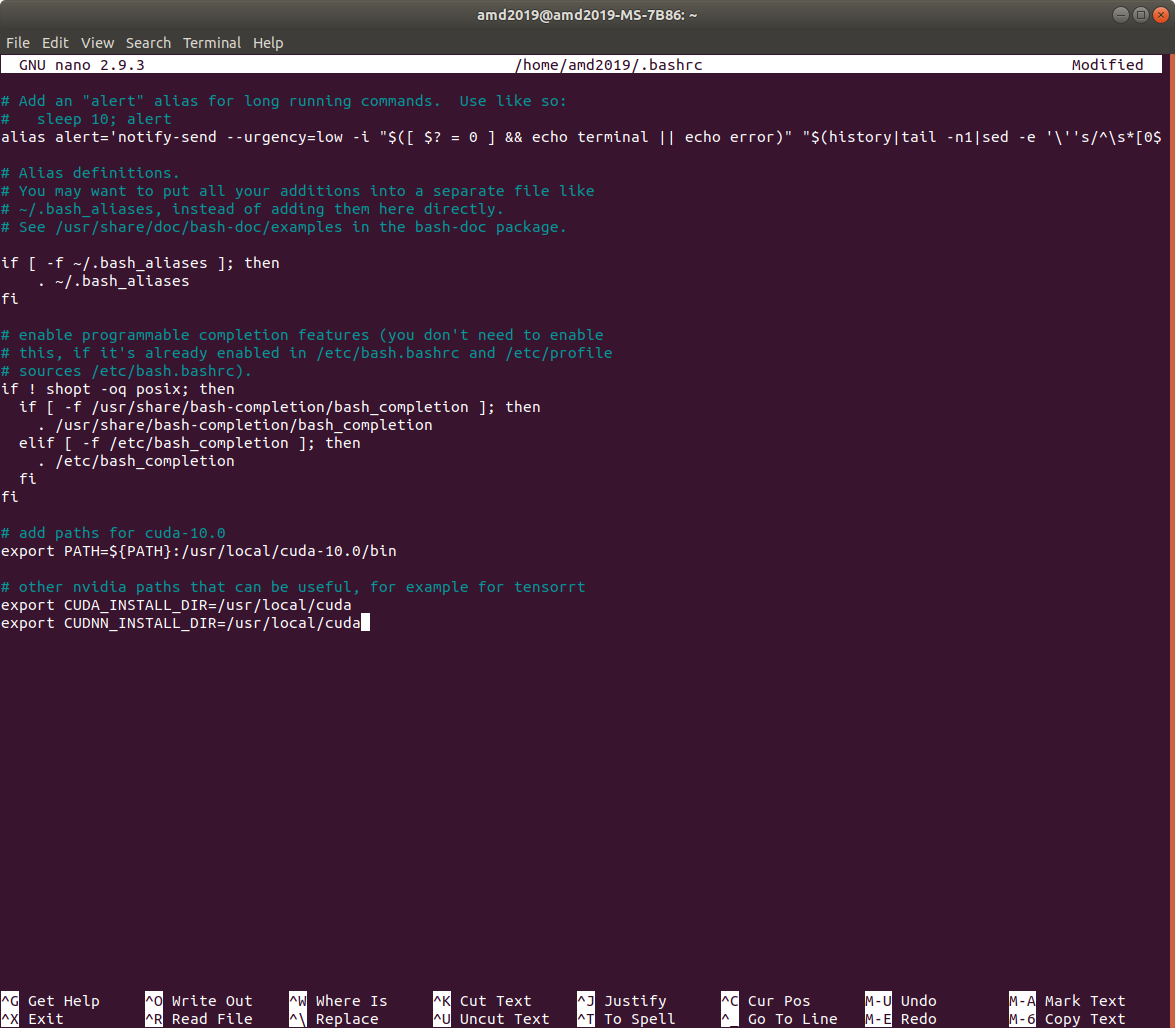 amd2019@amd2019-MS-7B86: ~
File Edit View Search Terminal Help
GNU nano 2.9.3 /home/amd2019/.bashrc Modified
# Add an "alert" alias for long running commands.  Use like so:
#   sleep 10; alert
alias alert='notify-send --urgency=low -i "$([ $? = 0 ] && echo terminal || echo error)" "$(history|tail -n1|sed -e '\''s/^\s*[0$
# Alias definitions.
# You may want to put all your additions into a separate file like
# ~/.bash_aliases, instead of adding them here directly.
# See /usr/share/doc/bash-doc/examples in the bash-doc package.
if [ -f ~/.bash_aliases ]; then
    . ~/.bash_aliases
fi
# enable programmable completion features (you don't need to enable
# this, if it's already enabled in /etc/bash.bashrc and /etc/profile
# sources /etc/bash.bashrc).
if ! shopt -oq posix; then
  if [ -f /usr/share/bash-completion/bash_completion ]; then
    . /usr/share/bash-completion/bash_completion
  elif [ -f /etc/bash_completion ]; then
    . /etc/bash_completion
  fi
fi
# add paths for cuda-10.0
export PATH=${PATH}:/usr/local/cuda-10.0/bin
# other nvidia paths that can be useful, for example for tensorrt
export CUDA_INSTALL_DIR=/usr/local/cuda
export CUDNN_INSTALL_DIR=/usr/local/cuda
^G Get Help ^O Write Out ^W Where Is ^K Cut Text ^J Justify ^C Cur Pos M-U Undo M-A Mark Text
^X Exit ^R Read File ^\ Replace ^U Uncut Text ^T To Spell ^_ Go To Line M-E Redo M-6 Copy Text